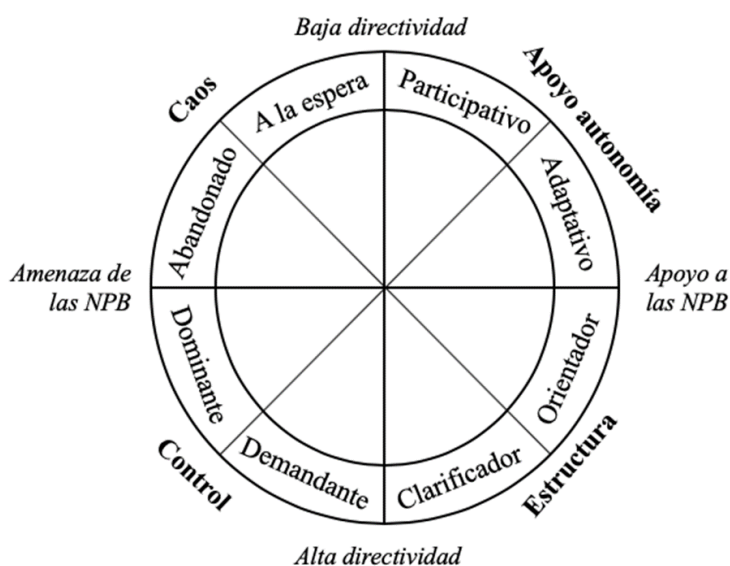 Baja directividad
Caos
A la espera
Participativo
Apoyo autonomía
Abandonado
Adaptativo
Amenaza de
las NPB
Apoyo a
las NPB
Dominante
Orientador
Control
Demandante
Clarificador
Estructura
Alta directividad